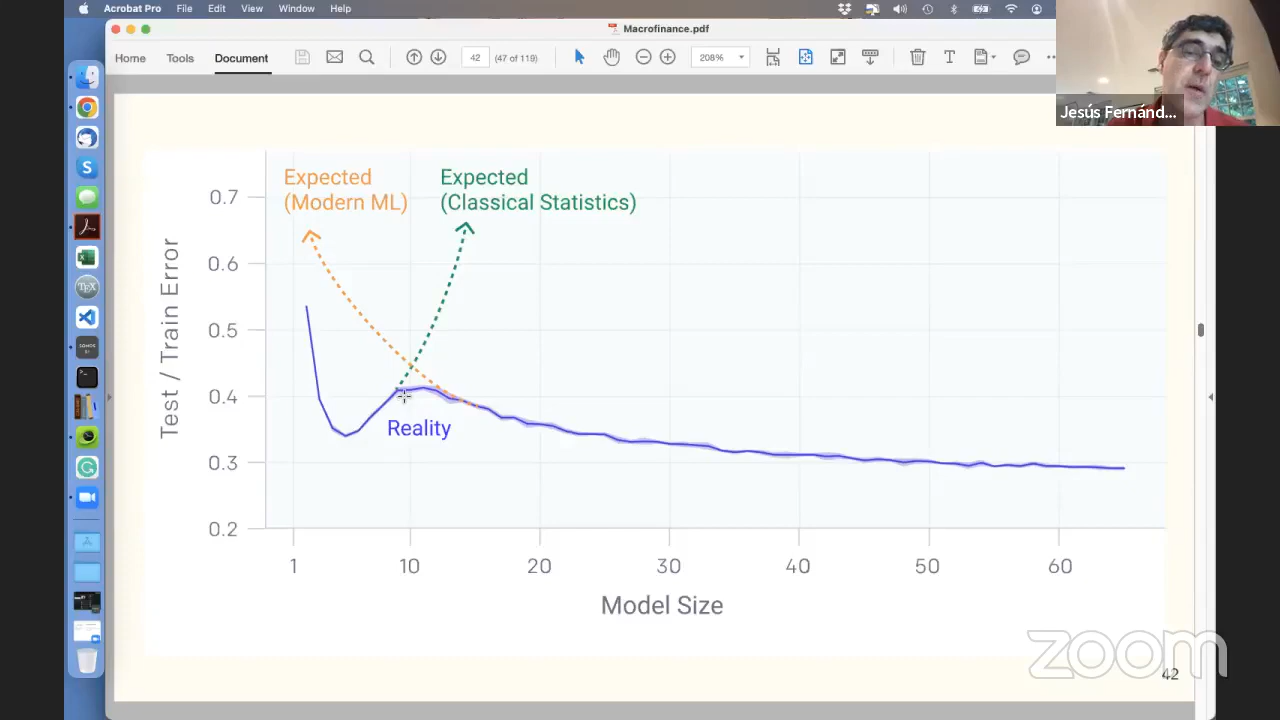 Acrobat Pro File Edit View Window Help
Macrofinance.pdf
Home Tools Document 42 (47 of 119) 208%
Jesús Fernánd...
Expected
(Modern ML)
Expected
(Classical Statistics)
0.7
0.6
0.5
0.4
0.3
0.2
Test / Train Error
Reality
1 10 20 30 40 50 60
Model Size
zoom
42